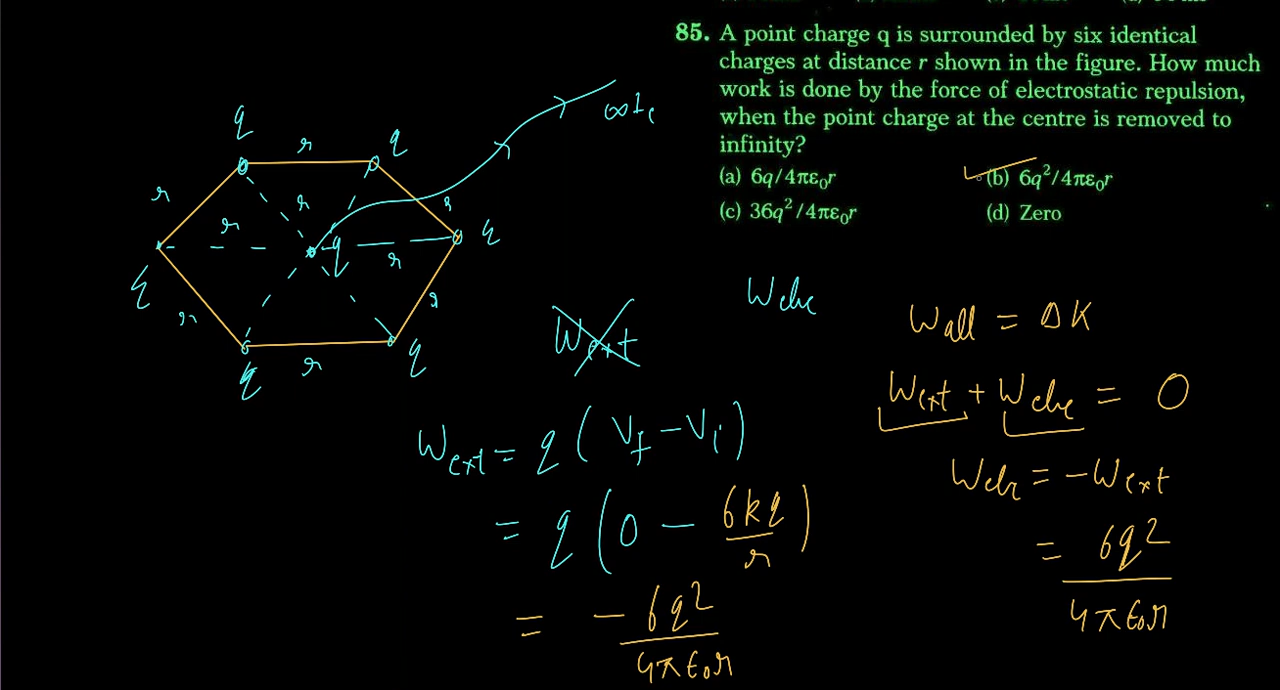 85. A point charge q is surrounded by six identical
charges at distance r shown in the figure. How much
work is done by the force of electrostatic repulsion,
when the point charge at the centre is removed to
infinity?
(a) 6q/4πε₀r
(b) 6q²/4πε₀r
(c) 36q²/4πε₀r
(d) Zero
q
r
q
r
r
r
r
q
q
r
q
r
r
q
r
q
∞
Wext
Wele
Wall = ΔK
Wext + Wele = 0
Wext = q (Vf - Vi)
Wele = -Wext
= q (0 - 6kq/r)
= 6q²/4πε₀r
= -6q²/4πε₀r